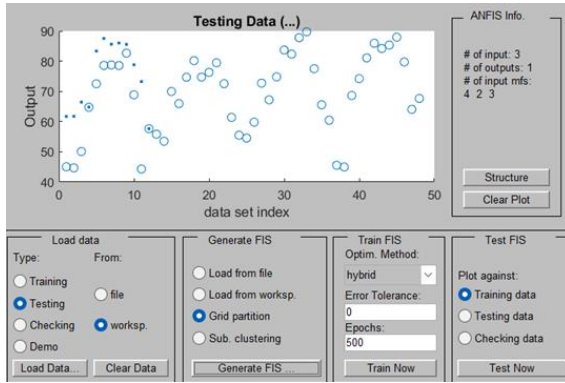 Testing Data (...)
90
80
70
60
50
40
Output
0 10 20 30 40 50
data set index
ANFIS Info.
# of input: 3
# of outputs: 1
# of input mfs:
4 2 3
Structure
Clear Plot
Load data
Type: From:
Training
Testing
Checking
Demo
file
worksp.
Load Data... Clear Data
Generate FIS
Load from file
Load from worksp.
Grid partition
Sub. clustering
Generate FIS ...
Train FIS
Optim. Method:
hybrid
Error Tolerance:
0
Epochs:
500
Train Now
Test FIS
Plot against:
Training data
Testing data
Checking data
Test Now